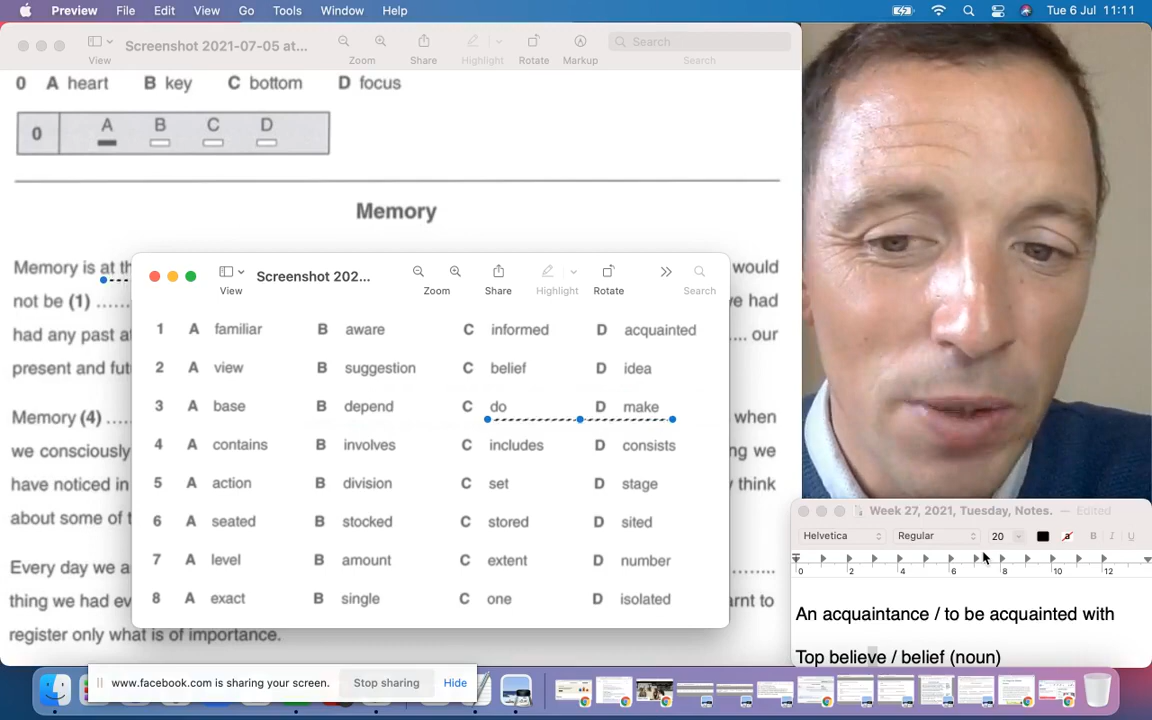 Preview File Edit View Go Tools Window Help Tue 6 Jul 11:11
Screenshot 2021-07-05 at...
Search
View Zoom Share Highlight Rotate Markup Search
0 A heart B key C bottom D focus
0 A B C D
Memory
Memory is at th would
not be (1) ...... e had
had any past a .... our
present and fut
Memory (4) ..... when
we consciously ng we
have noticed in y think
about some of t
Every day we a ........
thing we had ev arnt to
register only what is of importance.
Screenshot 202...
View Zoom Share Highlight Rotate Search
1 A familiar B aware C informed D acquainted
2 A view B suggestion C belief D idea
3 A base B depend C do D make
4 A contains B involves C includes D consists
5 A action B division C set D stage
6 A seated B stocked C stored D sited
7 A level B amount C extent D number
8 A exact B single C one D isolated
Week 27, 2021, Tuesday, Notes. — Edited
Helvetica Regular 20 a B I U
0 2 4 6 8 10 12
An acquaintance / to be acquainted with
Top believe / belief (noun)
www.facebook.com is sharing your screen. Stop sharing Hide